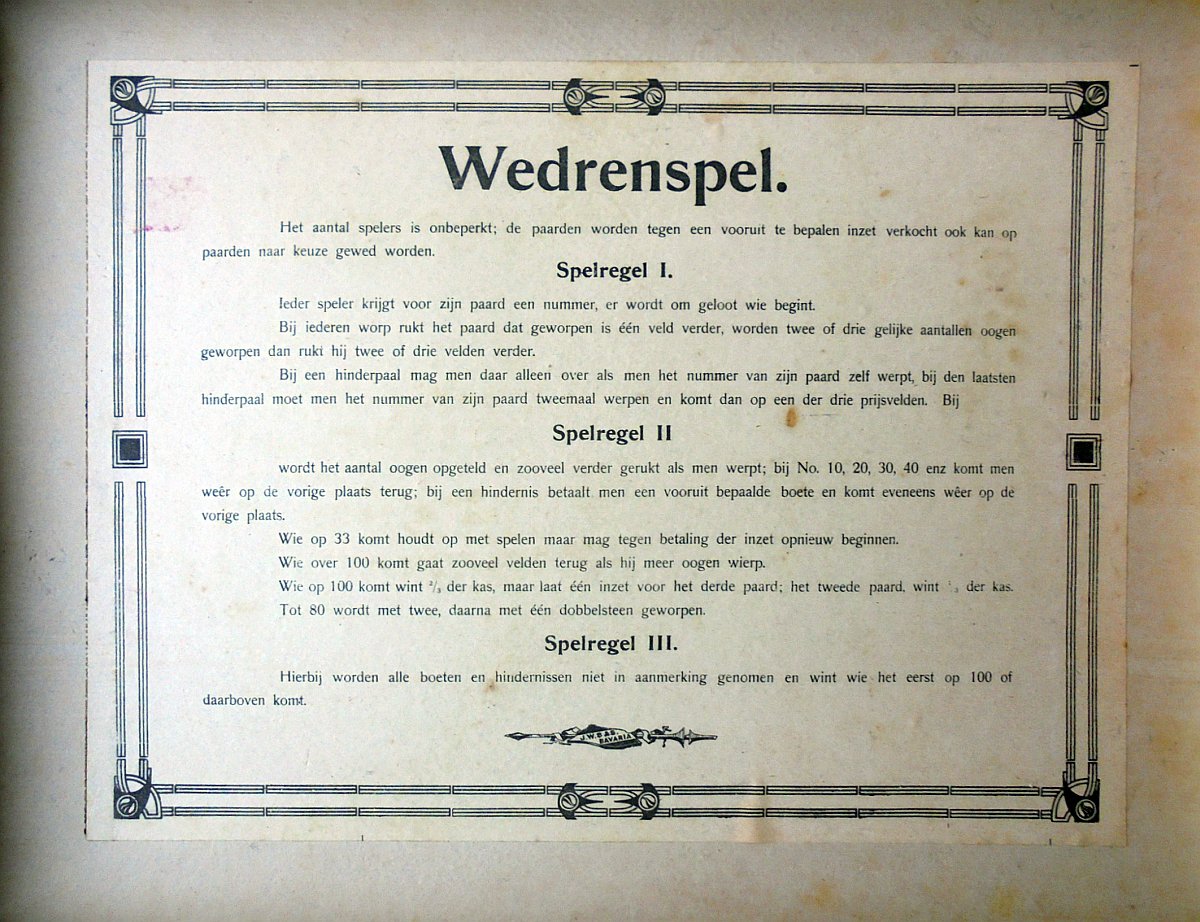 Wedrenspel.
Het aantal spelers is onbeperkt; de paarden worden tegen een vooruit te bepalen inzet verkocht ook kan op
paarden naar keuze gewed worden.
Spelregel I.
Ieder speler krijgt voor zijn paard een nummer, er wordt om geloot wie begint.
Bij iederen worp rukt het paard dat geworpen is één veld verder, worden twee of drie gelijke aantallen oogen
geworpen dan rukt hij twee of drie velden verder.
Bij een hinderpaal mag men daar alleen over als men het nummer van zijn paard zelf werpt, bij den laatsten
hinderpaal moet men het nummer van zijn paard tweemaal werpen en komt dan op een der drie prijsvelden. Bij
Spelregel II
wordt het aantal oogen opgeteld en zooveel verder gerukt als men werpt; bij No. 10, 20, 30, 40 enz komt men
weêr op de vorige plaats terug; bij een hindernis betaalt men een vooruit bepaalde boete en komt eveneens wêer op de
vorige plaats.
Wie op 33 komt houdt op met spelen maar mag tegen betaling der inzet opnieuw beginnen.
Wie over 100 komt gaat zooveel velden terug als hij meer oogen wierp.
Wie op 100 komt wint ²/₃ der kas, maar laat één inzet voor het derde paard; het tweede paard, wint der kas.
Tot 80 wordt met twee, daarna met één dobbelsteen geworpen.
Spelregel III.
Hierbij worden alle boeten en hindernissen niet in aanmerking genomen en wint wie het eerst op 100 of
daarboven komt.
J.W.S & S.
BAVARIA